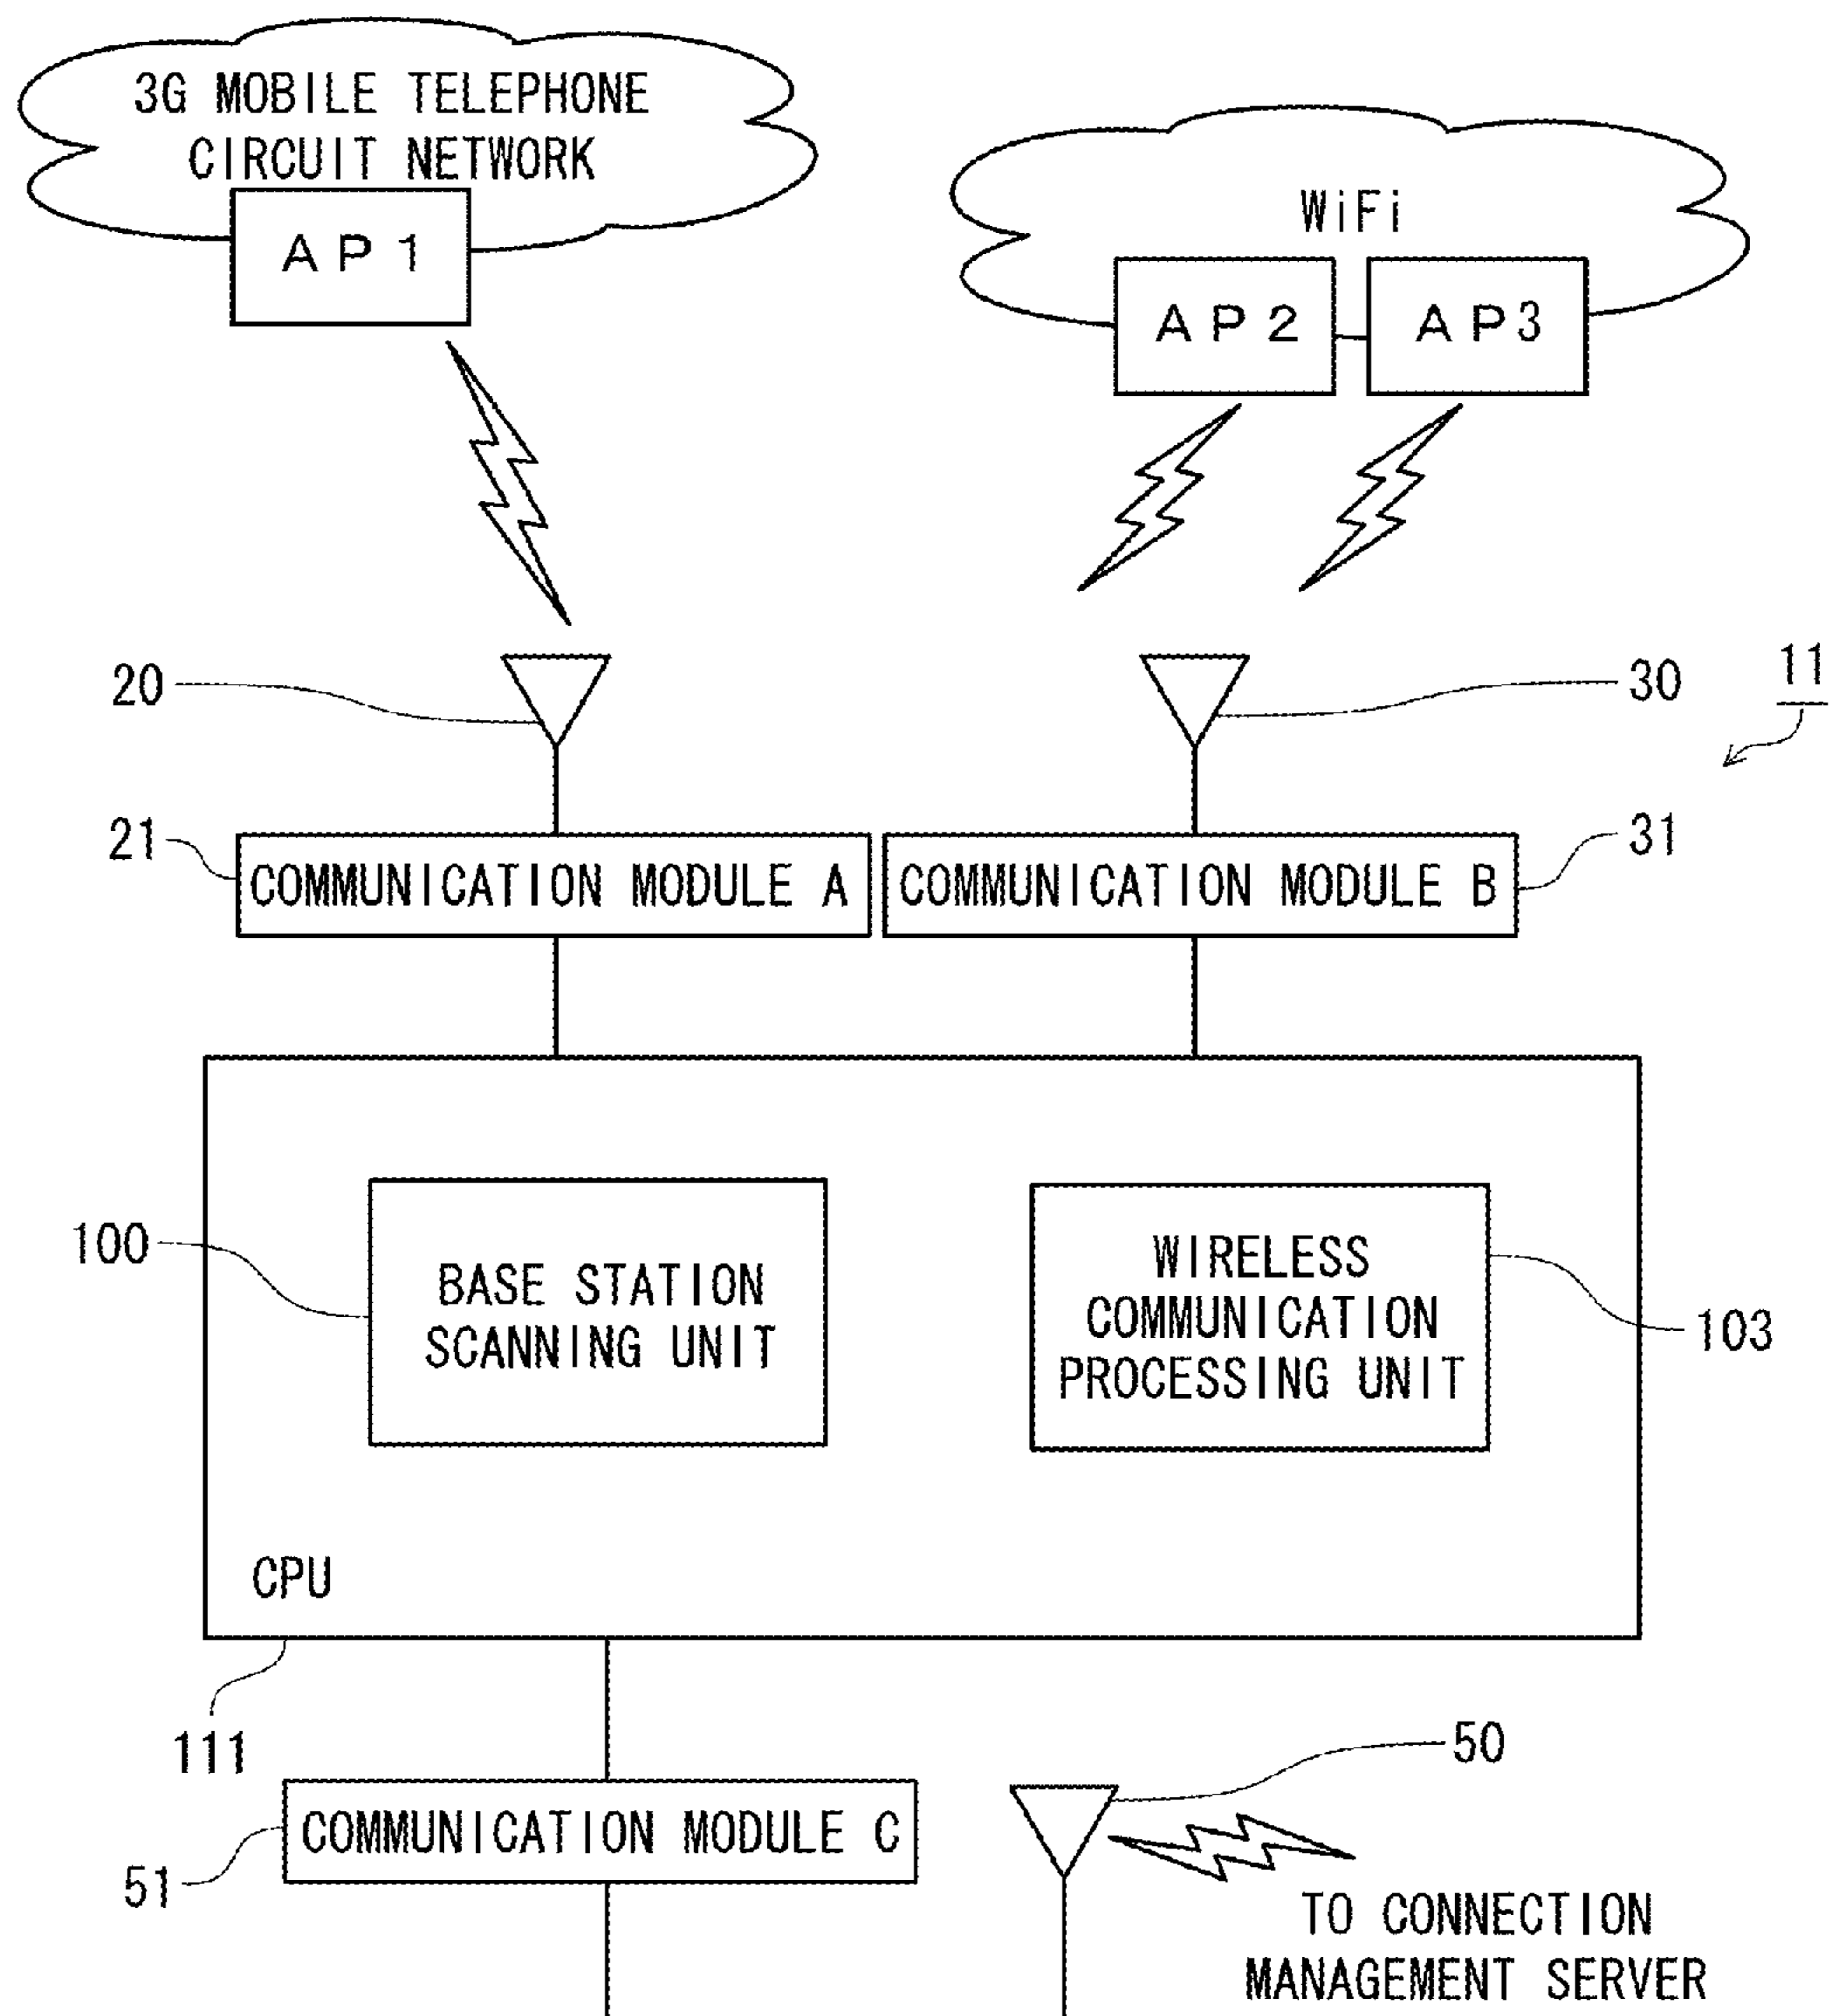 3G MOBILE TELEPHONE
CIRCUIT NETWORK
AP1
WiFi
AP2
AP3
20
30
11
21
COMMUNICATION MODULE A
COMMUNICATION MODULE B
31
100
BASE STATION
SCANNING UNIT
WIRELESS
COMMUNICATION
PROCESSING UNIT
103
CPU
111
50
COMMUNICATION MODULE C
51
TO CONNECTION
MANAGEMENT SERVER